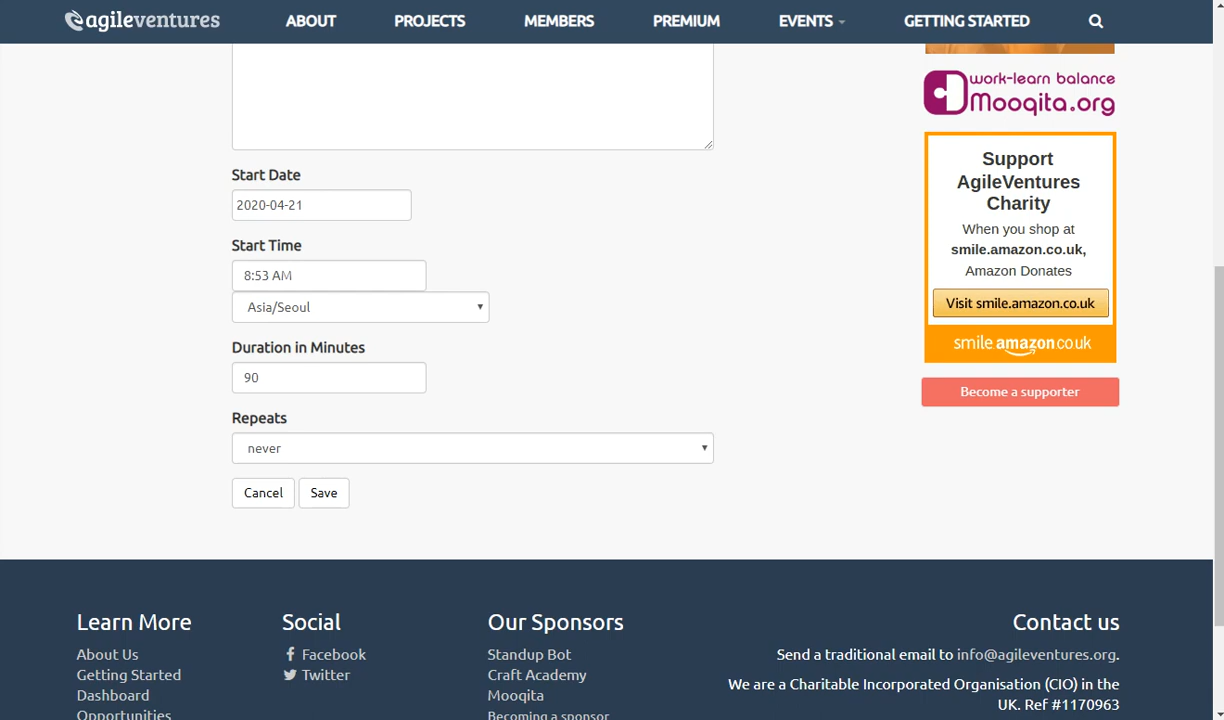 agileventures
ABOUT
PROJECTS
MEMBERS
PREMIUM
EVENTS
GETTING STARTED
work-learn balance
Mooqita.org
Support
AgileVentures
Charity
When you shop at
smile.amazon.co.uk,
Amazon Donates
Visit smile.amazon.co.uk
smile amazon.co.uk
Become a supporter
Start Date
2020-04-21
Start Time
8:53 AM
Asia/Seoul
Duration in Minutes
90
Repeats
never
Cancel
Save
Learn More
About Us
Getting Started
Dashboard
Opportunities
Social
Facebook
Twitter
Our Sponsors
Standup Bot
Craft Academy
Mooqita
Becoming a sponsor
Contact us
Send a traditional email to info@agileventures.org.
We are a Charitable Incorporated Organisation (CIO) in the
UK. Ref #1170963